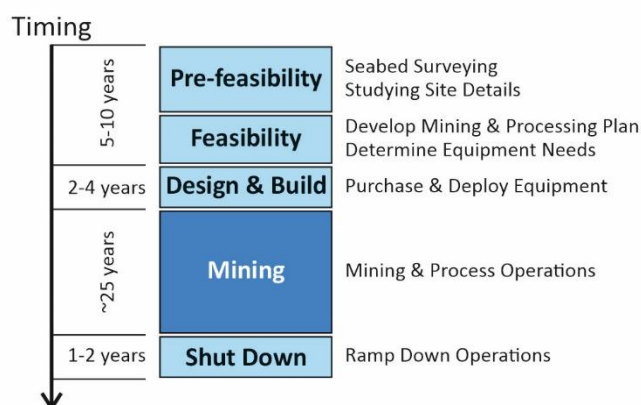 Timing
5-10 years
Pre-feasibility
Seabed Surveying
Studying Site Details
Feasibility
Develop Mining & Processing Plan
Determine Equipment Needs
2-4 years
Design & Build
Purchase & Deploy Equipment
~25 years
Mining
Mining & Process Operations
1-2 years
Shut Down
Ramp Down Operations